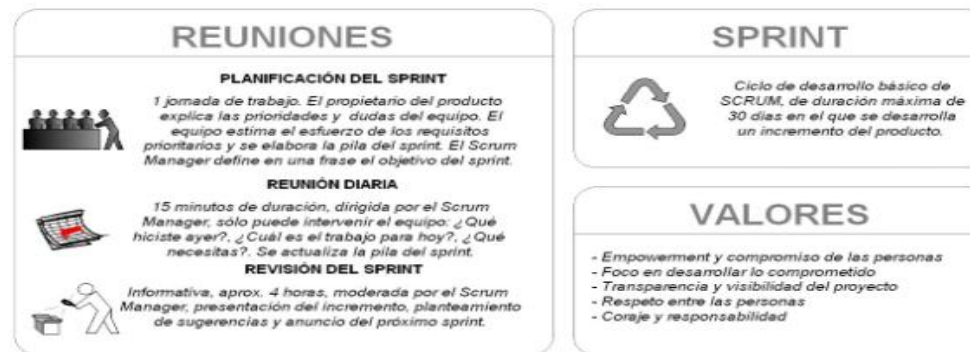 REUNIONES
PLANIFICACIÓN DEL SPRINT
1 jornada de trabajo. El propietario del producto
explica las prioridades y dudas del equipo. El
equipo estima el esfuerzo de los requisitos
prioritarios y se elabora la pila del sprint. El Scrum
Manager define en una frase el objetivo del sprint.
REUNIÓN DIARIA
15 minutos de duración, dirigida por el Scrum
Manager, sólo puede intervenir el equipo: ¿Qué
hiciste ayer?, ¿Cuál es el trabajo para hoy?, ¿Qué
necesitas?. Se actualiza la pila del sprint.
REVISIÓN DEL SPRINT
Informativa, aprox. 4 horas, moderada por el Scrum
Manager, presentación del incremento, planteamiento
de sugerencias y anuncio del próximo sprint.
SPRINT
Ciclo de desarrollo básico de
SCRUM, de duración máxima de
30 días en el que se desarrolla
un incremento del producto.
VALORES
- Empowerment y compromiso de las personas
- Foco en desarrollar lo comprometido
- Transparencia y visibilidad del proyecto
- Respeto entre las personas
- Coraje y responsabilidad